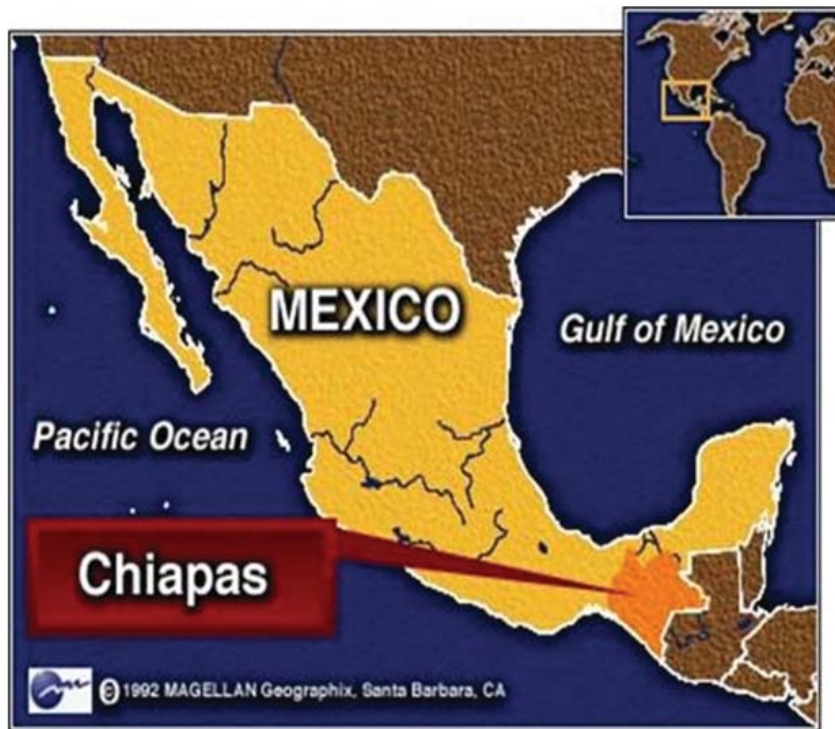 MEXICO
Gulf of Mexico
Pacific Ocean
Chiapas
© 1992 MAGELLAN Geographix, Santa Barbara, CA